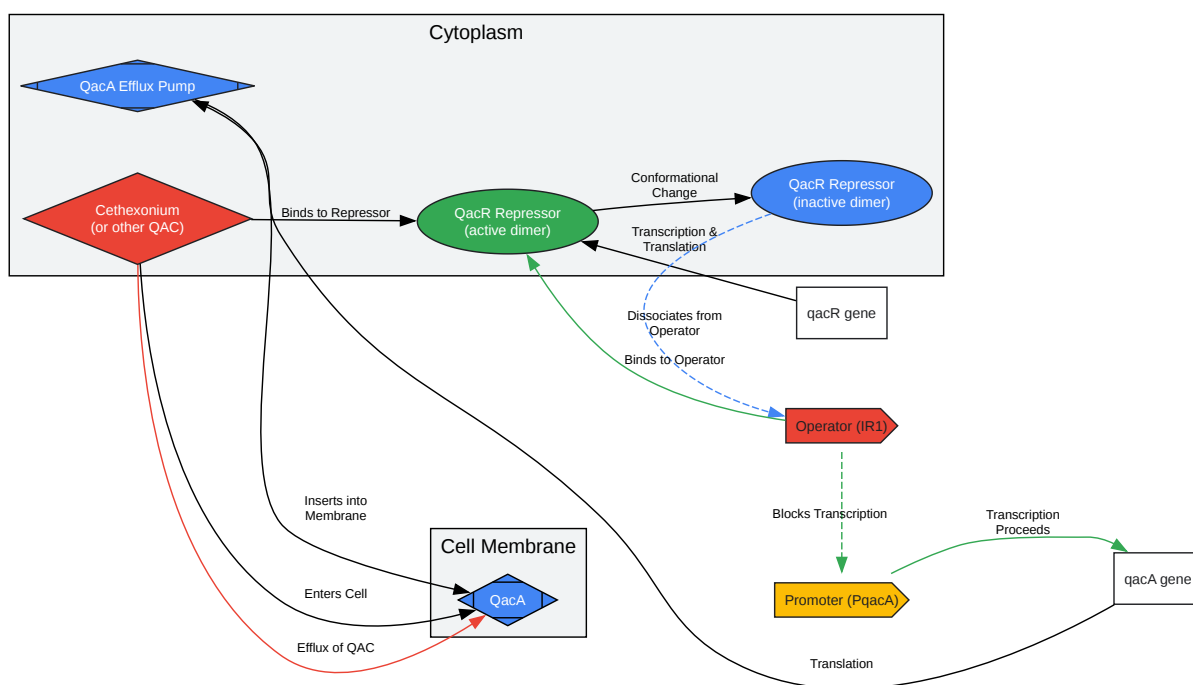 Cytoplasm
QacA Efflux Pump
Cethexonium
(or other QAC)
Binds to Repressor
QacR Repressor
(active dimer)
Conformational
Change
QacR Repressor
(inactive dimer)
Transcription &
Translation
qacR gene
Dissociates from
Operator
Binds to Operator
Operator (IR1)
Blocks Transcription
Promoter (PqacA)
Transcription
Proceeds
qacA gene
Inserts into
Membrane
Cell Membrane
QacA
Enters Cell
Efflux of QAC
Translation